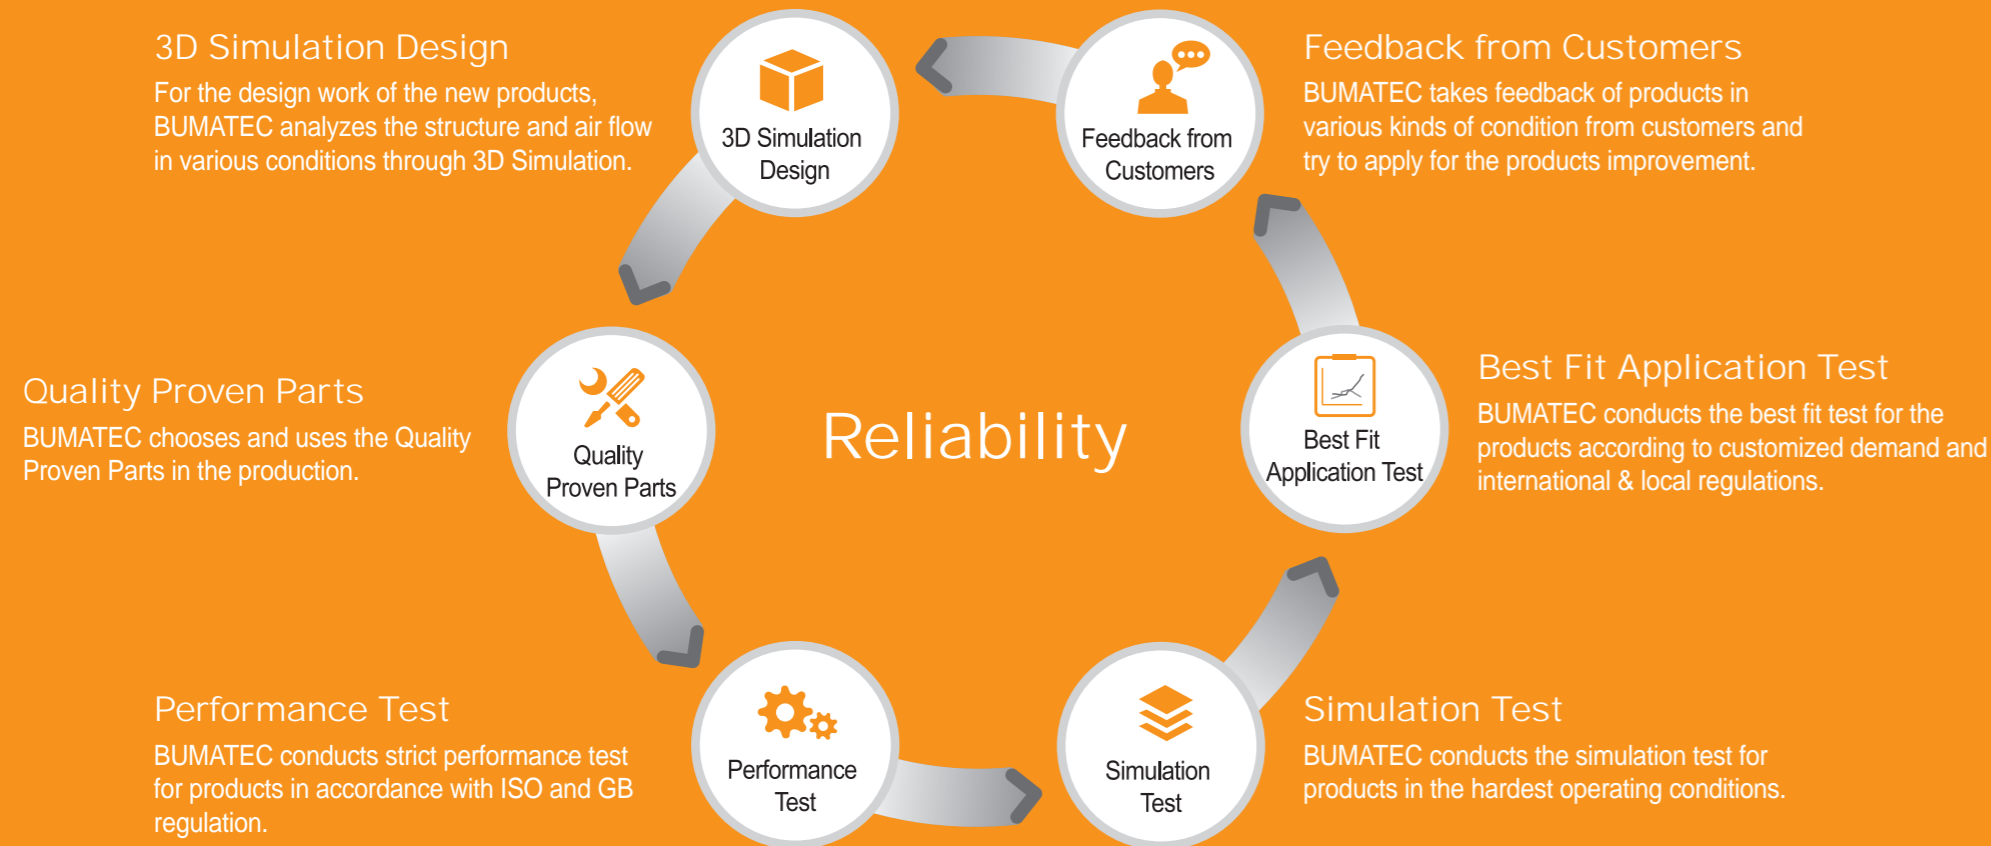 3D Simulation Design
For the design work of the new products,
BUMATEC analyzes the structure and air flow
in various conditions through 3D Simulation.
3D Simulation
Design
Feedback from
Customers
Feedback from Customers
BUMATEC takes feedback of products in
various kinds of condition from customers and
try to apply for the products improvement.
Quality Proven Parts
BUMATEC chooses and uses the Quality
Proven Parts in the production.
Quality
Proven Parts
Reliability
Best Fit
Application Test
Best Fit Application Test
BUMATEC conducts the best fit test for the
products according to customized demand and
international & local regulations.
Performance Test
BUMATEC conducts strict performance test
for products in accordance with ISO and GB
regulation.
Performance
Test
Simulation
Test
Simulation Test
BUMATEC conducts the simulation test for
products in the hardest operating conditions.